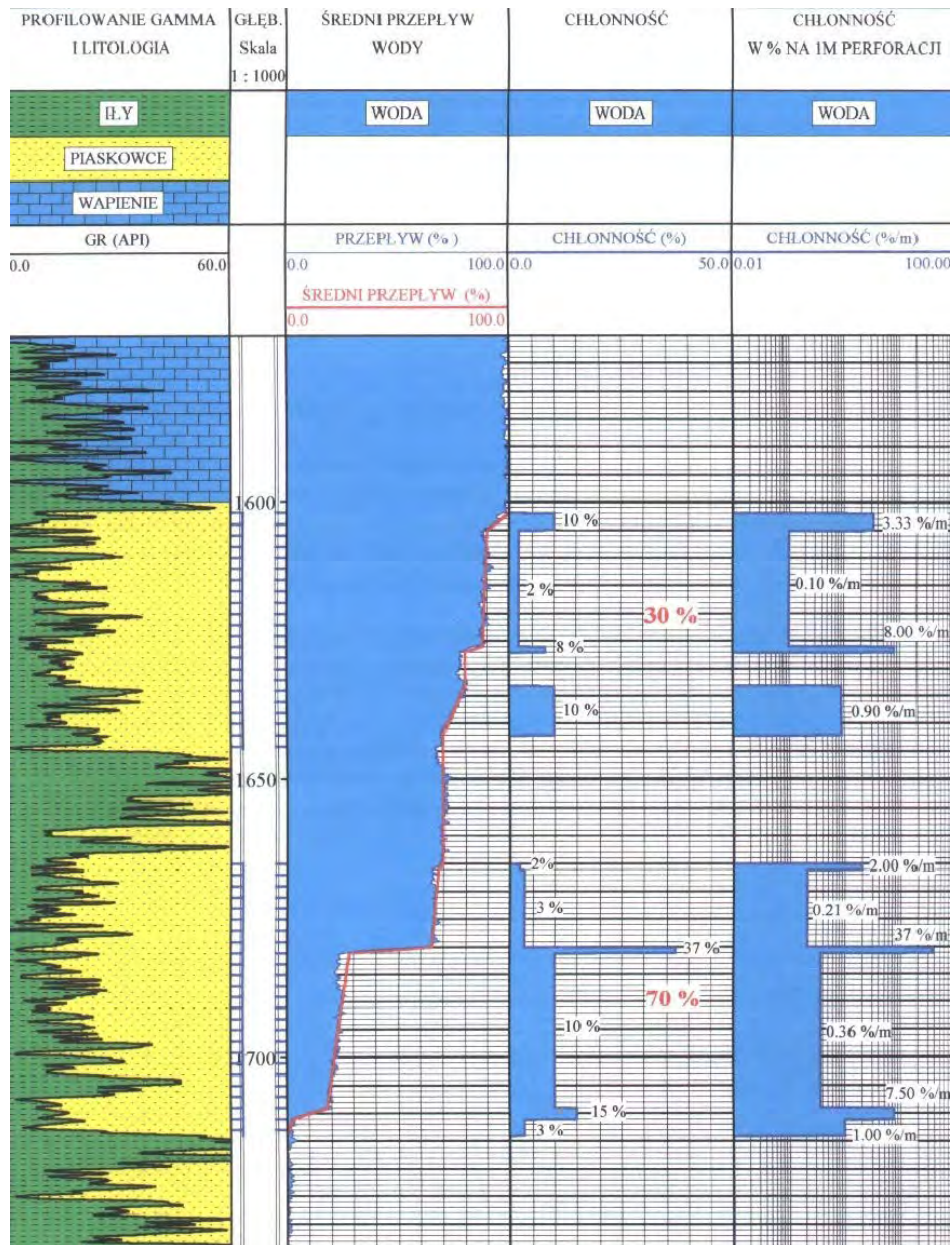 PROFILOWANIE GAMMA
I LITOLOGIA
GŁĘB.
Skala
1 : 1000
ŚREDNI PRZEPŁYW
WODY
CHŁONNOŚĆ
CHŁONNOŚĆ
W % NA 1M PERFORACJI
IŁY
PIASKOWCE
WAPIENIE
WODA
WODA
WODA
GR (API)
0.0 60.0
PRZEPŁYW (%)
0.0 100.0
ŚREDNI PRZEPŁYW (%)
0.0 100.0
CHŁONNOŚĆ (%)
0.0 50.0
CHŁONNOŚĆ (%/m)
0.01 100.00
1600
1650
1700
10 %
2 %
30 %
8 %
10 %
2%
3 %
37 %
70 %
10 %
15 %
3 %
3.33 %/m
0.10 %/m
8.00 %/m
0.90 %/m
2.00 %/m
0.21 %/m
37 %/m
0.36 %/m
7.50 %/m
1.00 %/m